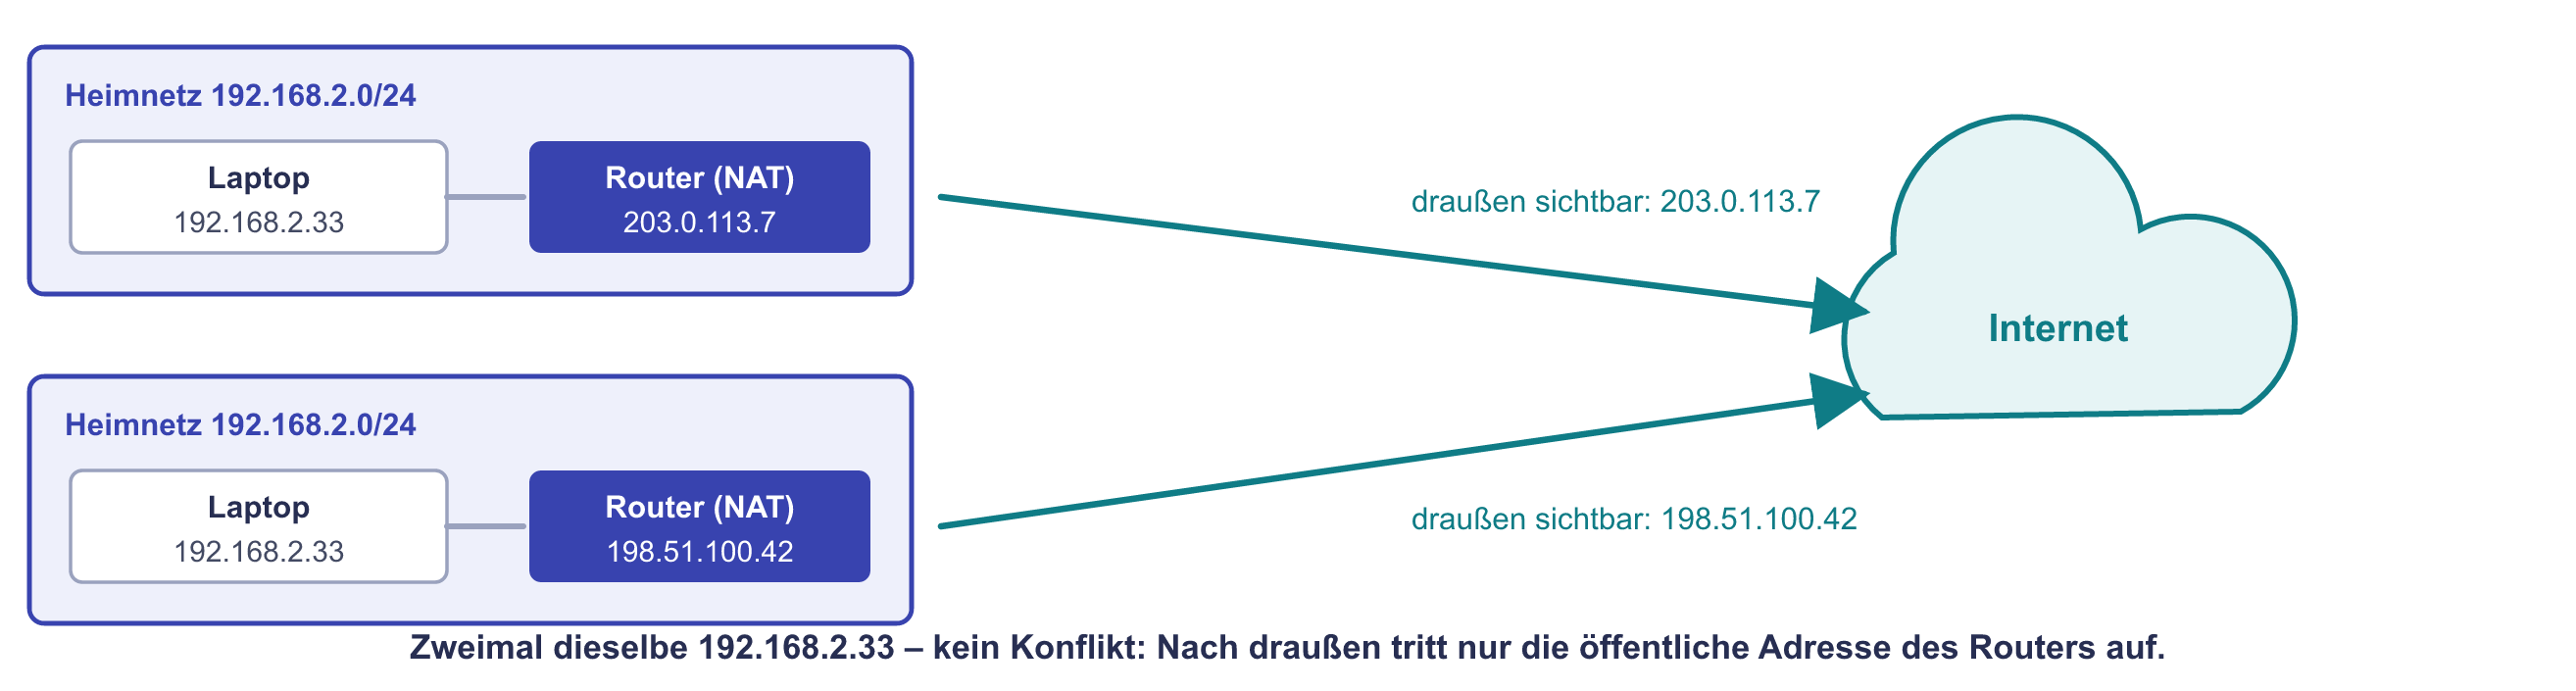 Heimnetz 192.168.2.0/24
Laptop
192.168.2.33
Router (NAT)
203.0.113.7
draußen sichtbar: 203.0.113.7
Internet
Heimnetz 192.168.2.0/24
Laptop
192.168.2.33
Router (NAT)
198.51.100.42
draußen sichtbar: 198.51.100.42
Zweimal dieselbe 192.168.2.33 – kein Konflikt: Nach draußen tritt nur die öffentliche Adresse des Routers auf.